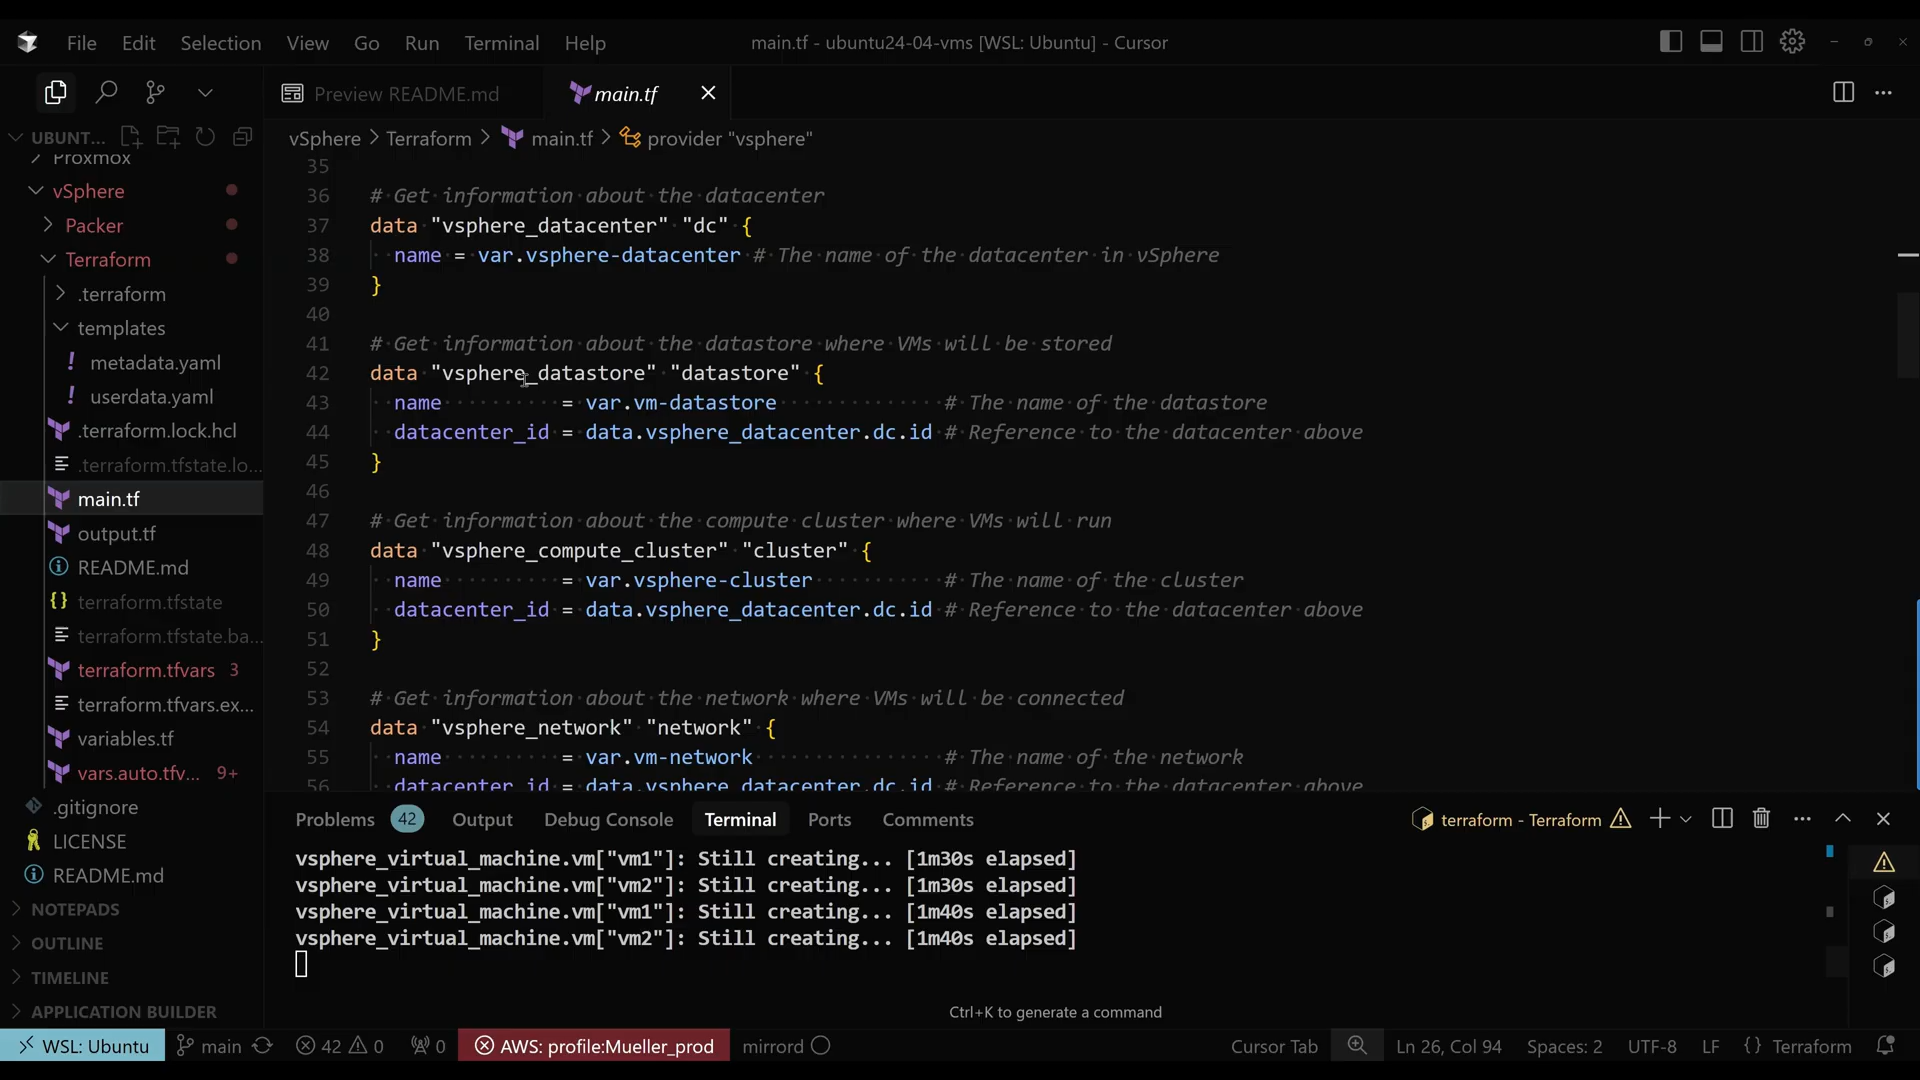 File Edit Selection View Go Run Terminal Help
main.tf - ubuntu24-04-vms [WSL: Ubuntu] - Cursor
Preview README.md
main.tf
UBUNT...
vSphere > Terraform > main.tf > provider "vsphere"
Proxmox
vSphere
Packer
Terraform
.terraform
templates
metadata.yaml
userdata.yaml
.terraform.lock.hcl
.terraform.tfstate.lo...
main.tf
output.tf
README.md
terraform.tfstate
terraform.tfstate.ba...
terraform.tfvars 3
terraform.tfvars.ex...
variables.tf
vars.auto.tfv... 9+
.gitignore
LICENSE
README.md
NOTEPADS
OUTLINE
TIMELINE
APPLICATION BUILDER
35
36 # Get information about the datacenter
37 data "vsphere_datacenter" "dc" {
38 name = var.vsphere-datacenter # The name of the datacenter in vSphere
39 }
40
41 # Get information about the datastore where VMs will be stored
42 data "vsphere_datastore" "datastore" {
43 name = var.vm-datastore # The name of the datastore
44 datacenter_id = data.vsphere_datacenter.dc.id # Reference to the datacenter above
45 }
46
47 # Get information about the compute cluster where VMs will run
48 data "vsphere_compute_cluster" "cluster" {
49 name = var.vsphere-cluster # The name of the cluster
50 datacenter_id = data.vsphere_datacenter.dc.id # Reference to the datacenter above
51 }
52
53 # Get information about the network where VMs will be connected
54 data "vsphere_network" "network" {
55 name = var.vm-network # The name of the network
56 datacenter_id = data.vsphere_datacenter.dc.id # Reference to the datacenter above
Problems 42 Output Debug Console Terminal Ports Comments
terraform - Terraform
vsphere_virtual_machine.vm["vm1"]: Still creating... [1m30s elapsed]
vsphere_virtual_machine.vm["vm2"]: Still creating... [1m30s elapsed]
vsphere_virtual_machine.vm["vm1"]: Still creating... [1m40s elapsed]
vsphere_virtual_machine.vm["vm2"]: Still creating... [1m40s elapsed]
Ctrl+K to generate a command
WSL: Ubuntu main 42 0 0 AWS: profile:Mueller_prod mirrord Cursor Tab Ln 26, Col 94 Spaces: 2 UTF-8 LF {} Terraform